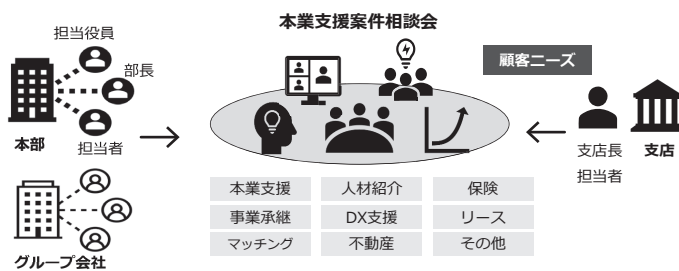 本業支援案件相談会
担当役員
部長
担当者
本部
グループ会社
顧客ニーズ
支店長
担当者
支店
本業支援 人材紹介 保険
事業承継 DX支援 リース
マッチング 不動産 その他